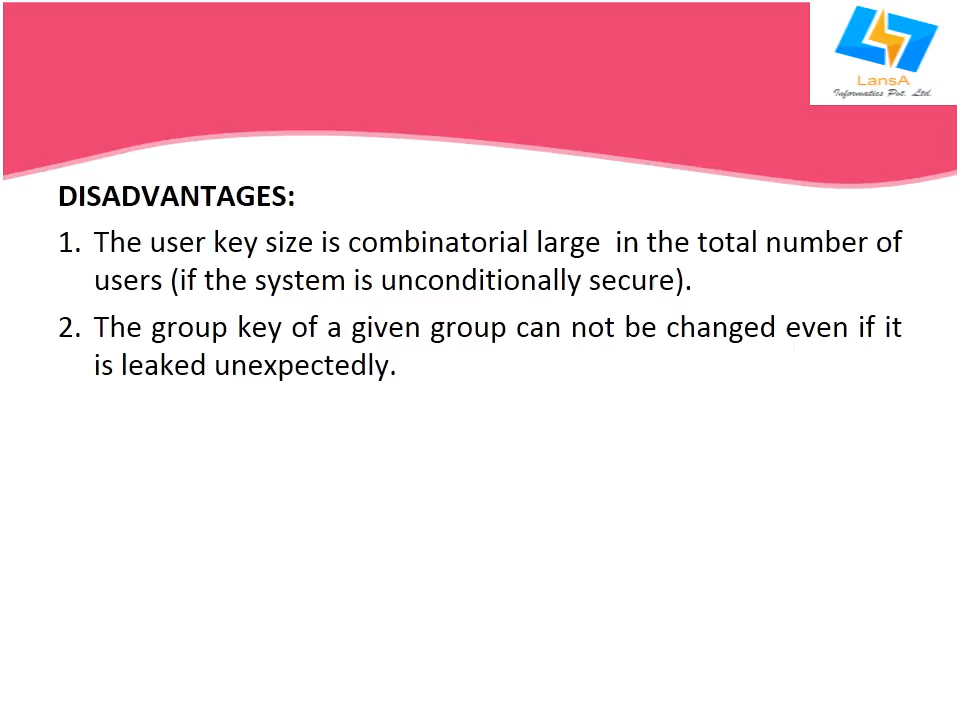 LansA
Informatics Pvt. Ltd.
DISADVANTAGES:
1. The user key size is combinatorial large in the total number of
users (if the system is unconditionally secure).
2. The group key of a given group can not be changed even if it
is leaked unexpectedly.